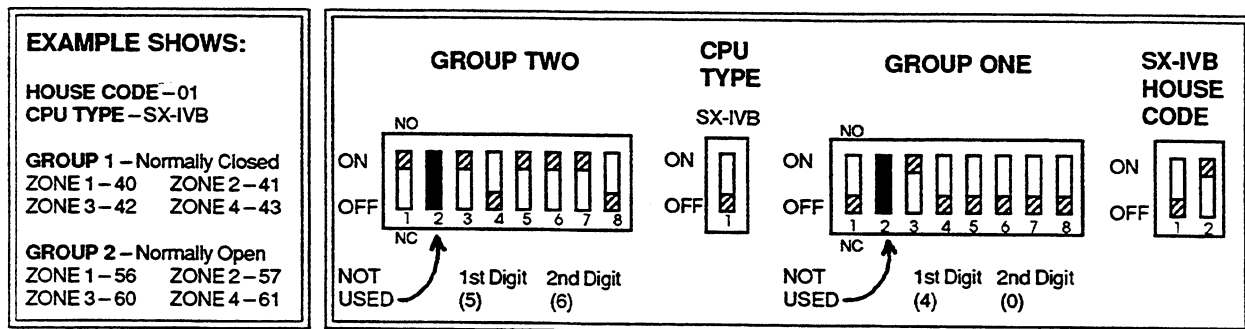 EXAMPLE SHOWS:
HOUSE CODE – 01
CPU TYPE – SX-IVB
GROUP 1 – Normally Closed
ZONE 1 – 40 ZONE 2 – 41
ZONE 3 – 42 ZONE 4 – 43
GROUP 2 – Normally Open
ZONE 1 – 56 ZONE 2 – 57
ZONE 3 – 60 ZONE 4 – 61
GROUP TWO
NO
ON
OFF
1 2 3 4 5 6 7 8
NC
NOT
USED
1st Digit 2nd Digit
(5) (6)
CPU
TYPE
SX-IVB
ON
OFF
1
GROUP ONE
NO
ON
OFF
1 2 3 4 5 6 7 8
NC
NOT
USED
1st Digit 2nd Digit
(4) (0)
SX-IVB
HOUSE
CODE
ON
OFF
1 2